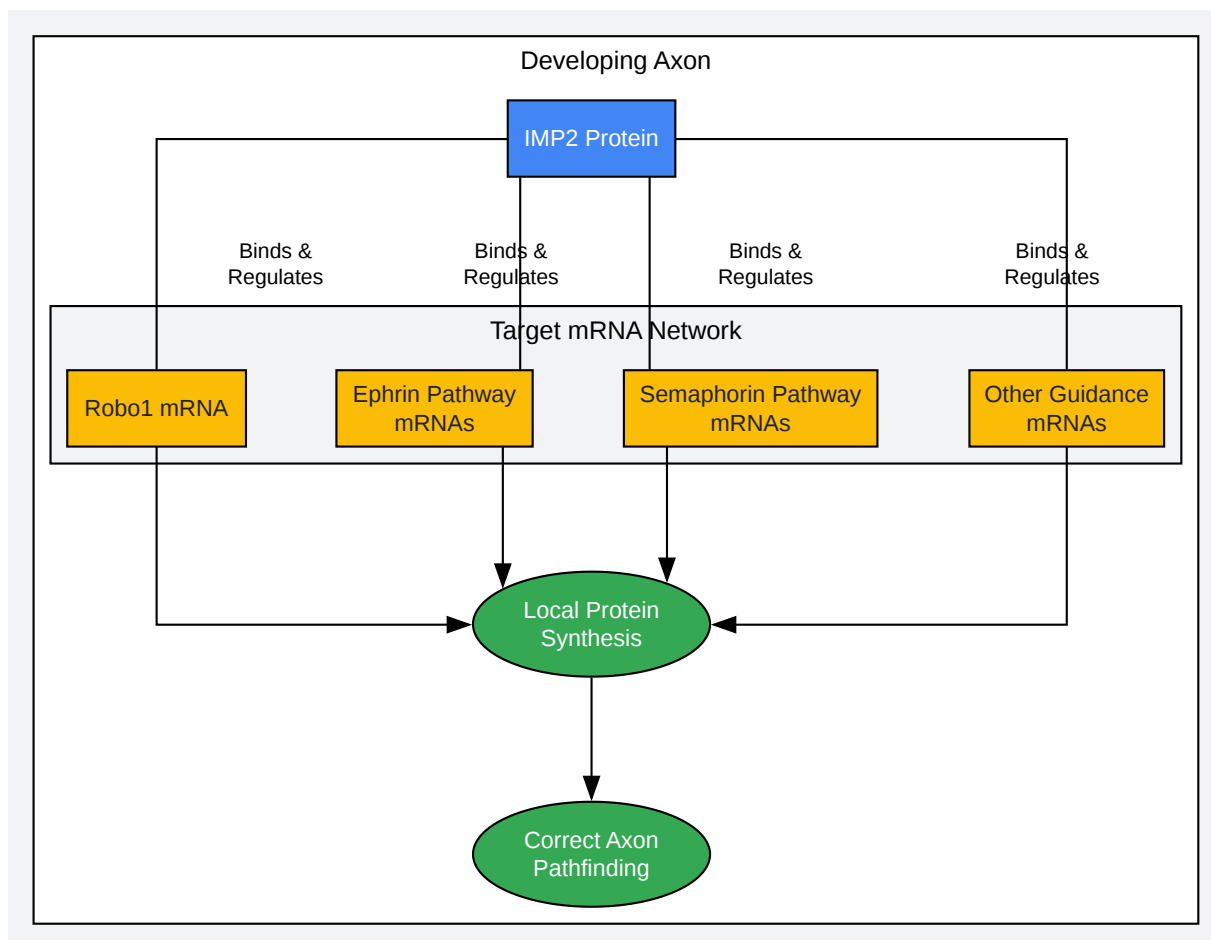 Developing Axon
IMP2 Protein
Binds &
Regulates
Binds &
Regulates
Binds &
Regulates
Binds &
Regulates
Target mRNA Network
Robo1 mRNA
Ephrin Pathway
mRNAs
Semaphorin Pathway
mRNAs
Other Guidance
mRNAs
Local Protein
Synthesis
Correct Axon
Pathfinding